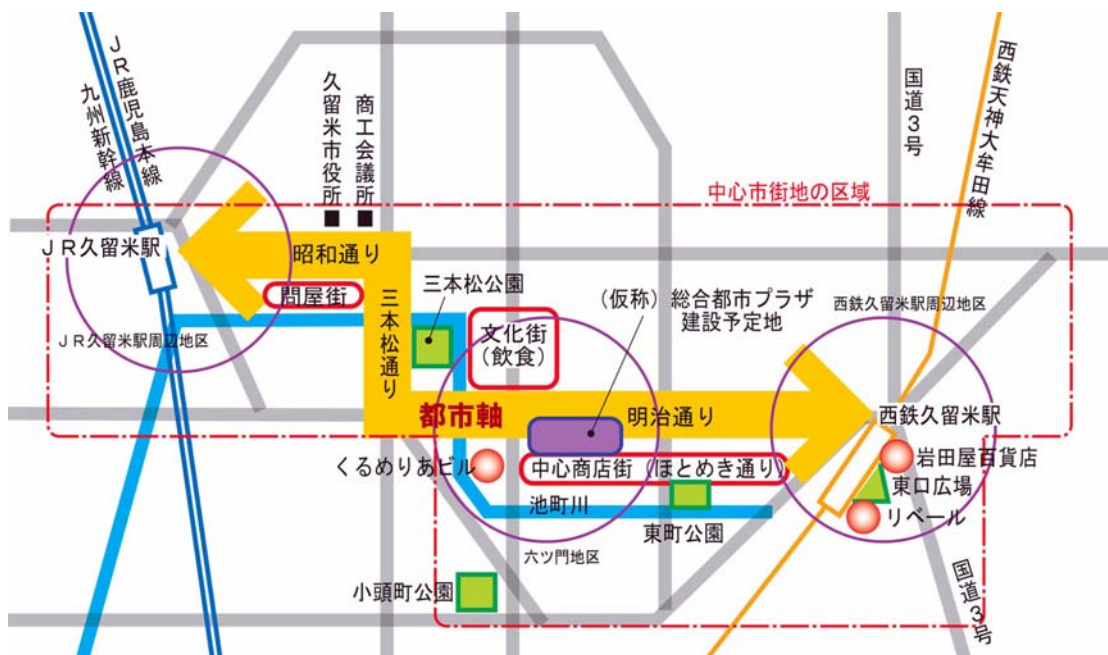 JR鹿児島本線
九州新幹線
久留米市役所
商工会議所
国道3号
西鉄天神大牟田線
中心市街地の区域
JR久留米駅
昭和通り
問屋街
三本松公園
(仮称)総合都市プラザ
建設予定地
西鉄久留米駅周辺地区
JR久留米駅周辺地区
三本松通り
文化街
(飲食)
都市軸
明治通り
西鉄久留米駅
くるめりあビル
中心商店街(ほとめき通り)
岩田屋百貨店
東口広場
池町川
リベール
東町公園
六ツ門地区
小頭町公園
国道3号